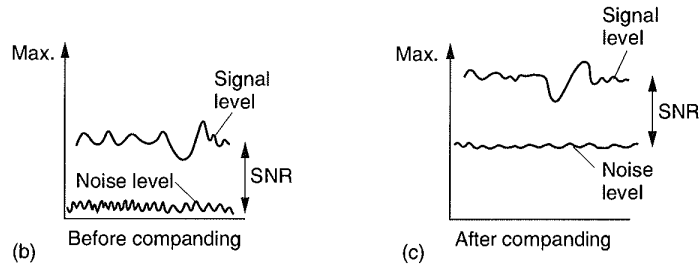 Max.
Signal
level
Noise level
SNR
(b)
Before companding
Signal
level
Max.
SNR
Noise
level
(c)
After companding